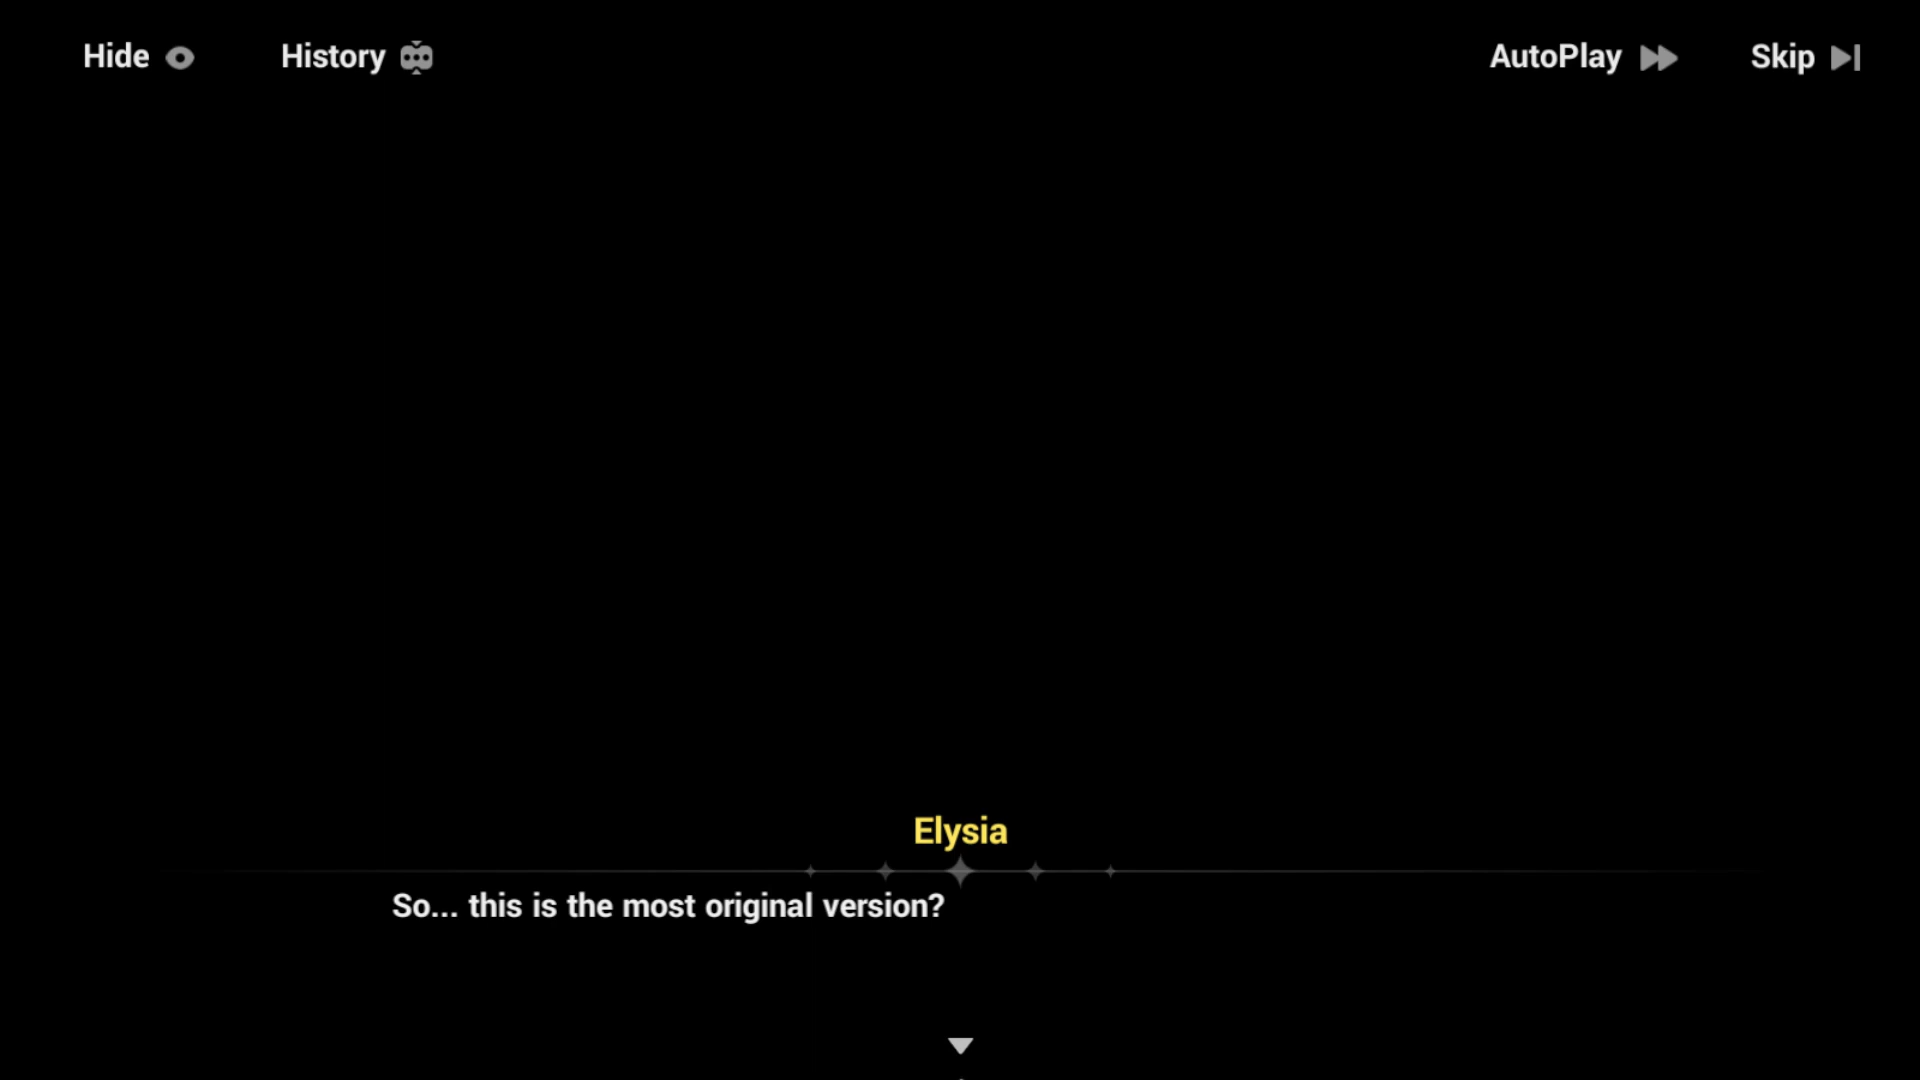 Hide
History
AutoPlay
Skip
Elysia
So... this is the most original version?